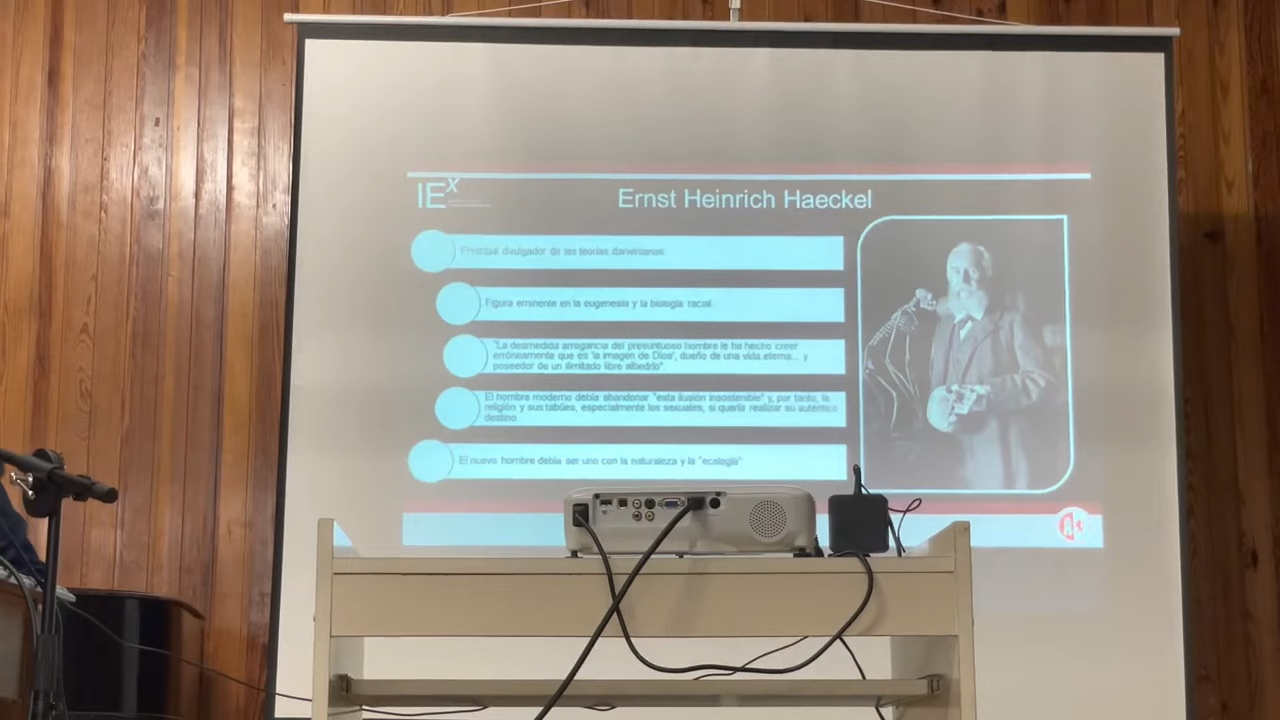 IEX
Ernst Heinrich Haeckel
Principal divulgador de las teorías darwinianas
Figura eminente en la eugenesia y la biología racial
"La desmedida arrogancia del presuntuoso hombre le ha hecho creer
erróneamente que es 'la imagen de Dios', dueño de una vida eterna... y
poseedor de un ilimitado libre albedrío"
El hombre moderno debía abandonar "esta ilusión insostenible" y, por tanto, la
religión y sus tabúes, especialmente los sexuales, si quería realizar su auténtico
destino.
El nuevo hombre debía ser uno con la naturaleza y la "ecología"